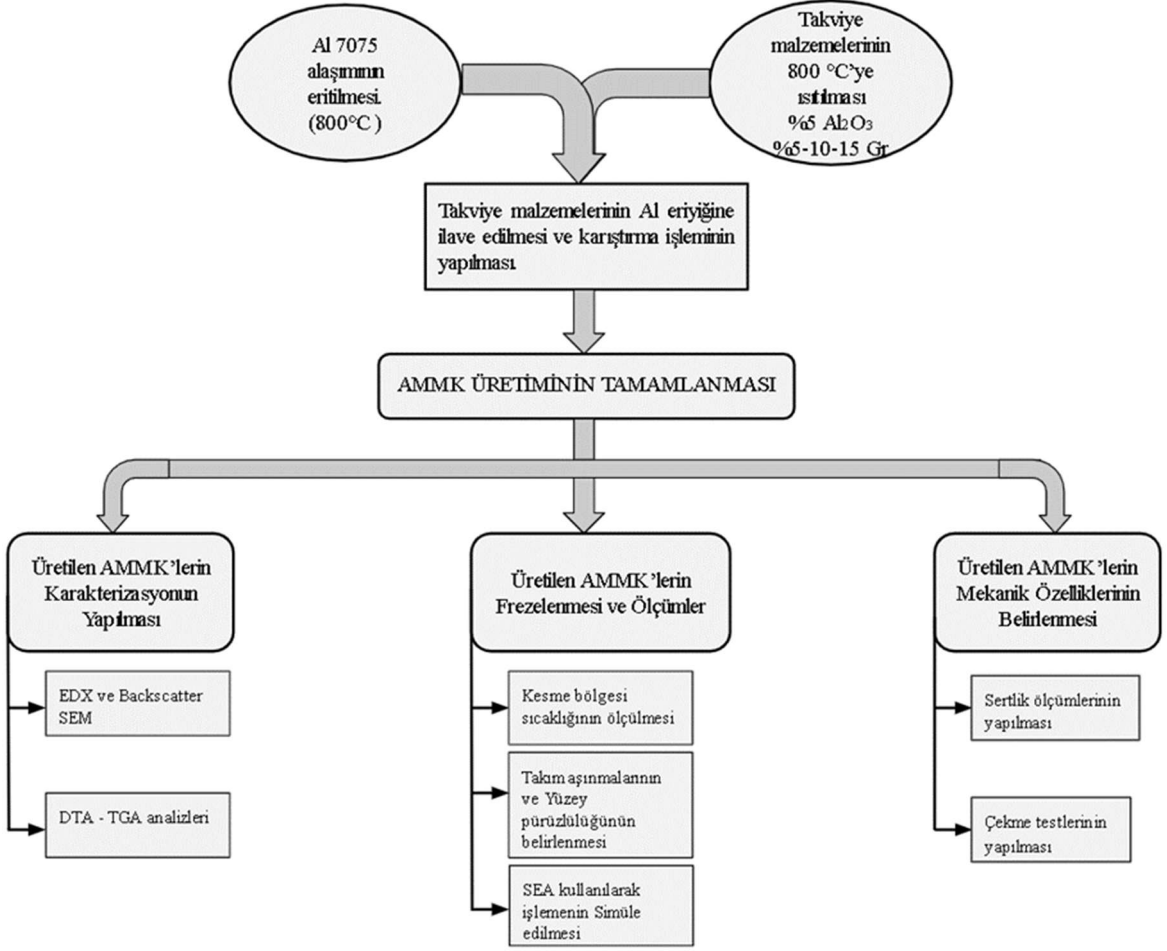 Al 7075
alaşımının
eritilmesi.
(800°C )
Takviye
malzemelerinin
800 °C'ye
ısıtılması
%5 Al2O3
%5-10-15 Gr
Takviye malzemelerinin Al eriyiğine
ilave edilmesi ve karıştırma işleminin
yapılması.
AMMK ÜRETİMİNİN TAMAMLANMASI
Üretilen AMMK'lerin
Karakterizasyonun
Yapılması
EDX ve Backscatter
SEM
DTA - TGA analizleri
Üretilen AMMK'lerin
Frezelenmesi ve Ölçümler
Kesme bölgesi
sıcaklığının ölçülmesi
Takım aşınmalarının
ve Yüzey
pürüzlülüğünün
belirlenmesi
SEA kullanılarak
işlemenin Simüle
edilmesi
Üretilen AMMK'lerin
Mekanik Özelliklerinin
Belirlenmesi
Sertlik ölçümlerinin
yapılması
Çekme testlerinin
yapılması